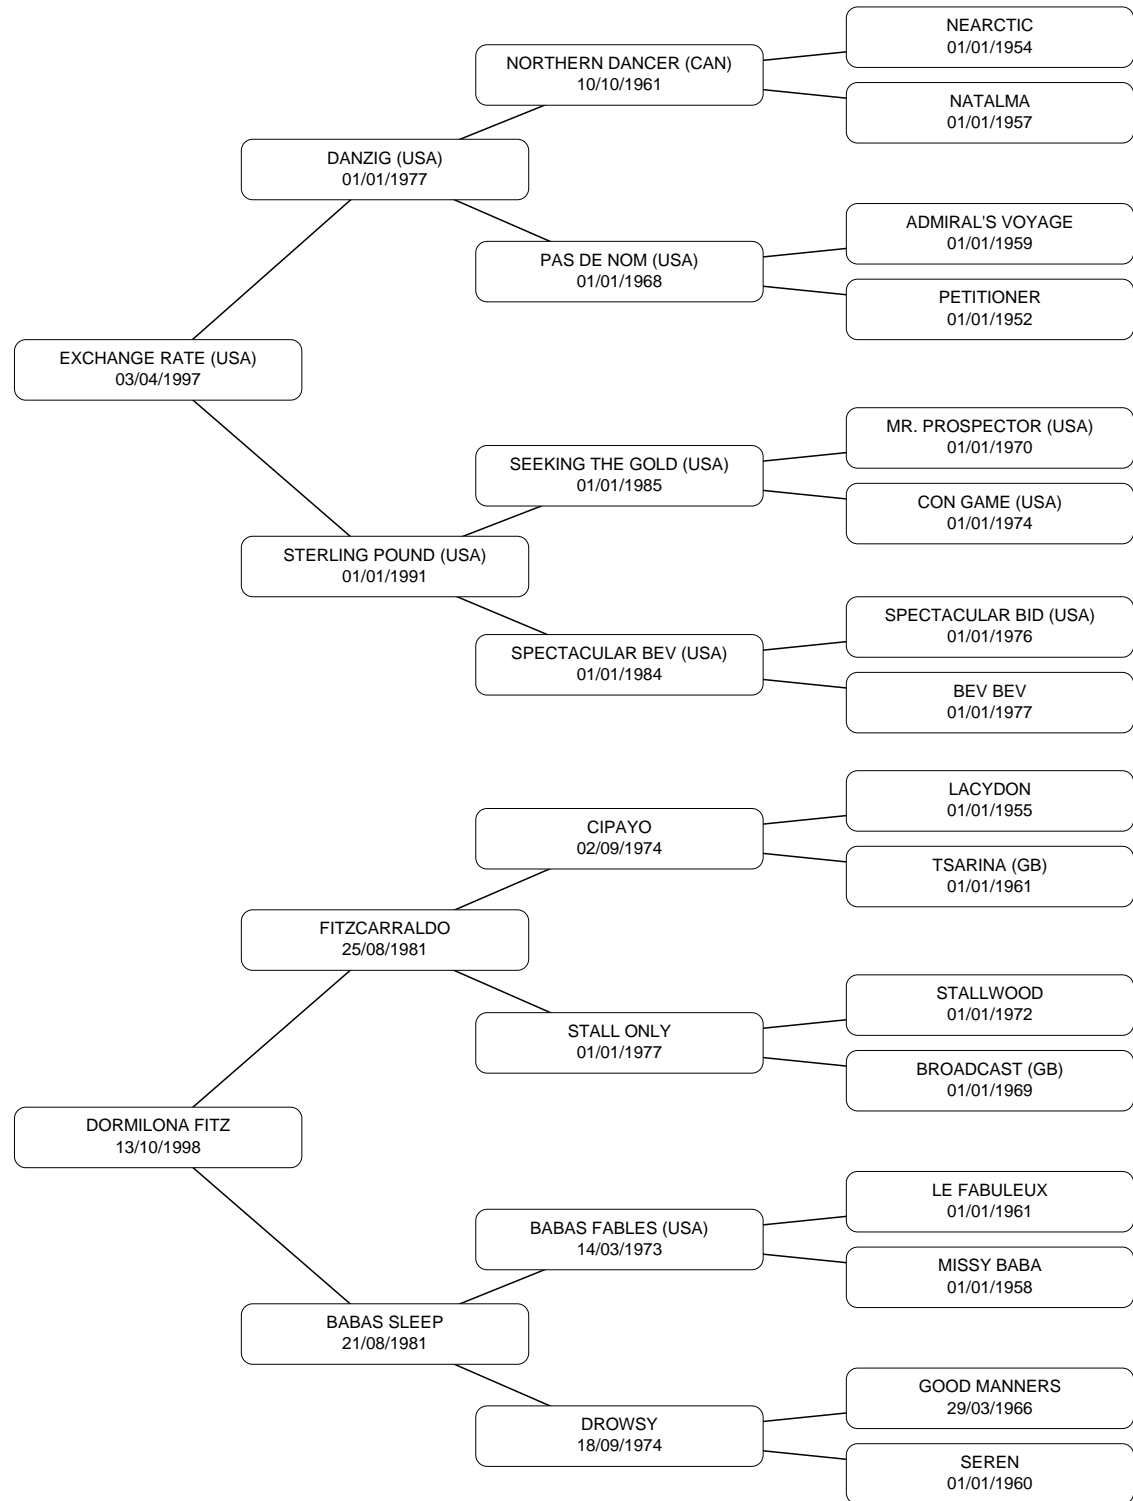 NEARCTIC
01/01/1954
NORTHERN DANCER (CAN)
10/10/1961
NATALMA
01/01/1957
DANZIG (USA)
01/01/1977
ADMIRAL'S VOYAGE
01/01/1959
PAS DE NOM (USA)
01/01/1968
PETITIONER
01/01/1952
EXCHANGE RATE (USA)
03/04/1997
MR. PROSPECTOR (USA)
01/01/1970
SEEKING THE GOLD (USA)
01/01/1985
CON GAME (USA)
01/01/1974
STERLING POUND (USA)
01/01/1991
SPECTACULAR BID (USA)
01/01/1976
SPECTACULAR BEV (USA)
01/01/1984
BEV BEV
01/01/1977
LACYDON
01/01/1955
CIPAYO
02/09/1974
TSARINA (GB)
01/01/1961
FITZCARRALDO
25/08/1981
STALLWOOD
01/01/1972
STALL ONLY
01/01/1977
BROADCAST (GB)
01/01/1969
DORMILONA FITZ
13/10/1998
LE FABULEUX
01/01/1961
BABAS FABLES (USA)
14/03/1973
MISSY BABA
01/01/1958
BABAS SLEEP
21/08/1981
GOOD MANNERS
29/03/1966
DROWSY
18/09/1974
SEREN
01/01/1960